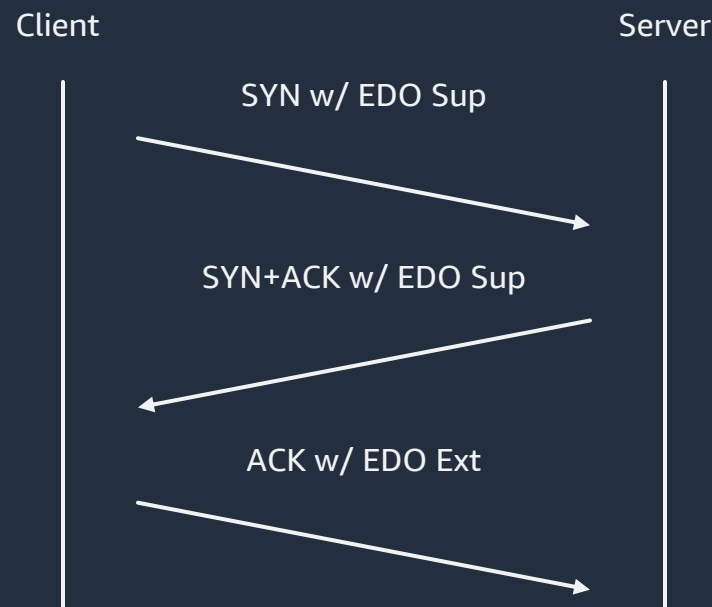 Client
Server
SYN w/ EDO Sup
SYN+ACK w/ EDO Sup
ACK w/ EDO Ext